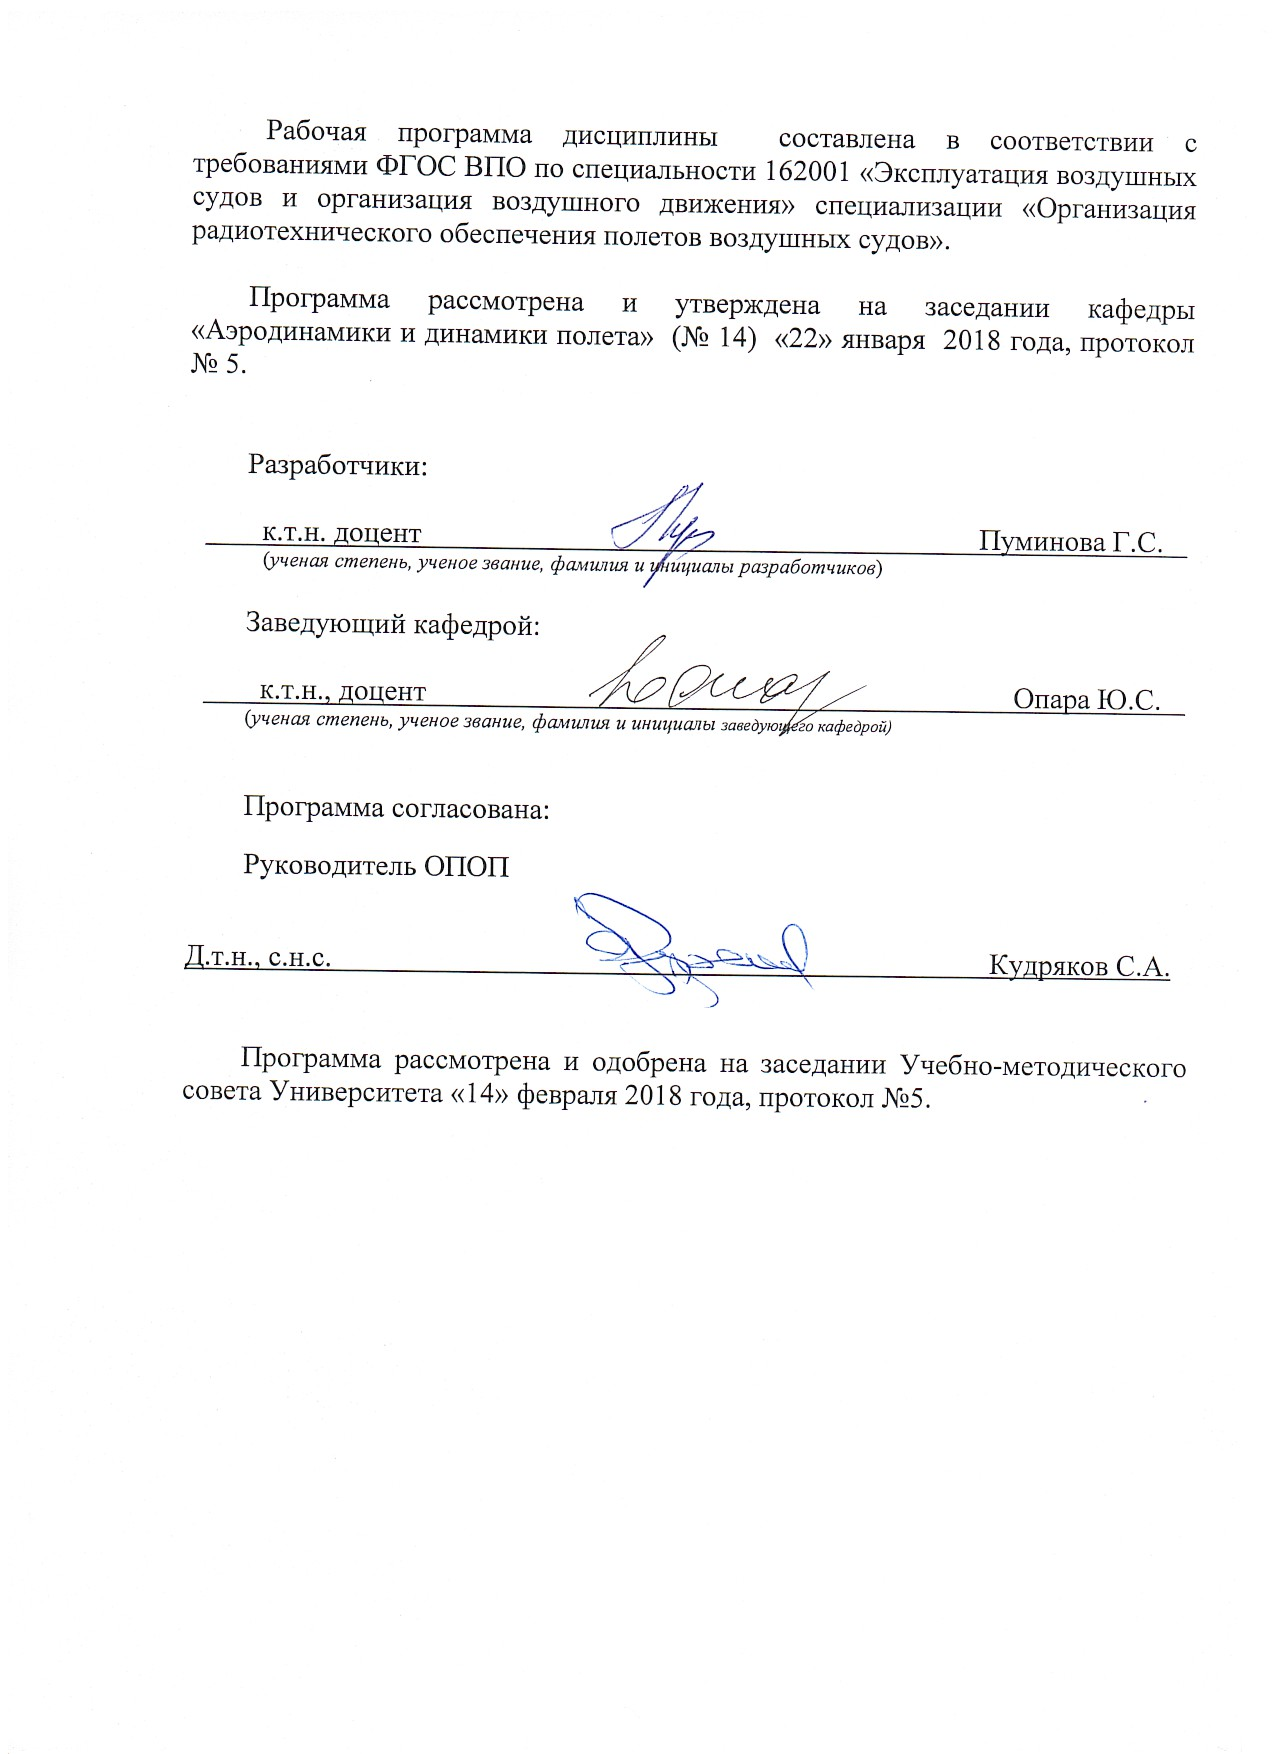 Рабочая программа дисциплины составлена в соответствии с
требованиями ФГОС ВПО по специальности 162001 «Эксплуатация воздушных
судов и организация воздушного движения» специализации «Организация
радиотехнического обеспечения полетов воздушных судов».
Программа рассмотрена и утверждена на заседании кафедры
«Аэродинамики и динамики полета» (№ 14) «22» января 2018 года, протокол
№ 5.
Разработчики:
к.т.н. доцент Пуминова Г.С.
(ученая степень, ученое звание, фамилия и инициалы разработчиков)
Заведующий кафедрой:
к.т.н., доцент Опара Ю.С.
(ученая степень, ученое звание, фамилия и инициалы заведующего кафедрой)
Программа согласована:
Руководитель ОПОП
Д.т.н., с.н.с. Кудряков С.А.
Программа рассмотрена и одобрена на заседании Учебно-методического
совета Университета «14» февраля 2018 года, протокол №5.